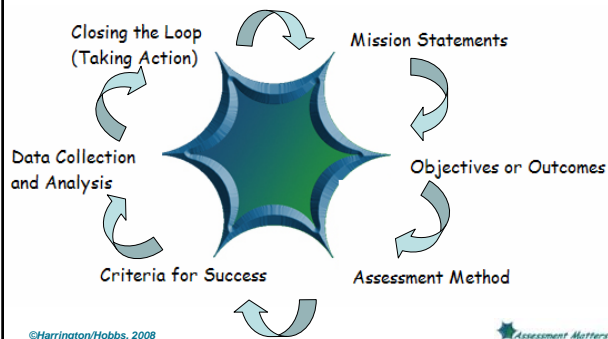 Closing the Loop
(Taking Action)
Mission Statements
Data Collection
and Analysis
Objectives or Outcomes
Criteria for Success
Assessment Method
©Harrington/Hobbs, 2008
Assessment Matters